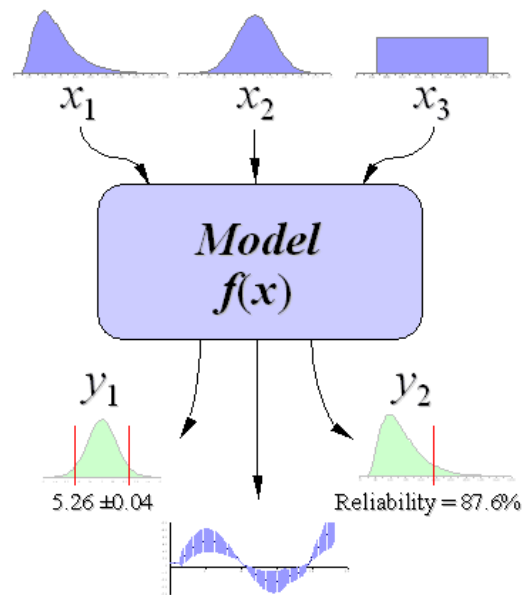 x₁ x₂ x₃
Model
f(x)
y₁ y₂
5.26 ±0.04 Reliability = 87.6%